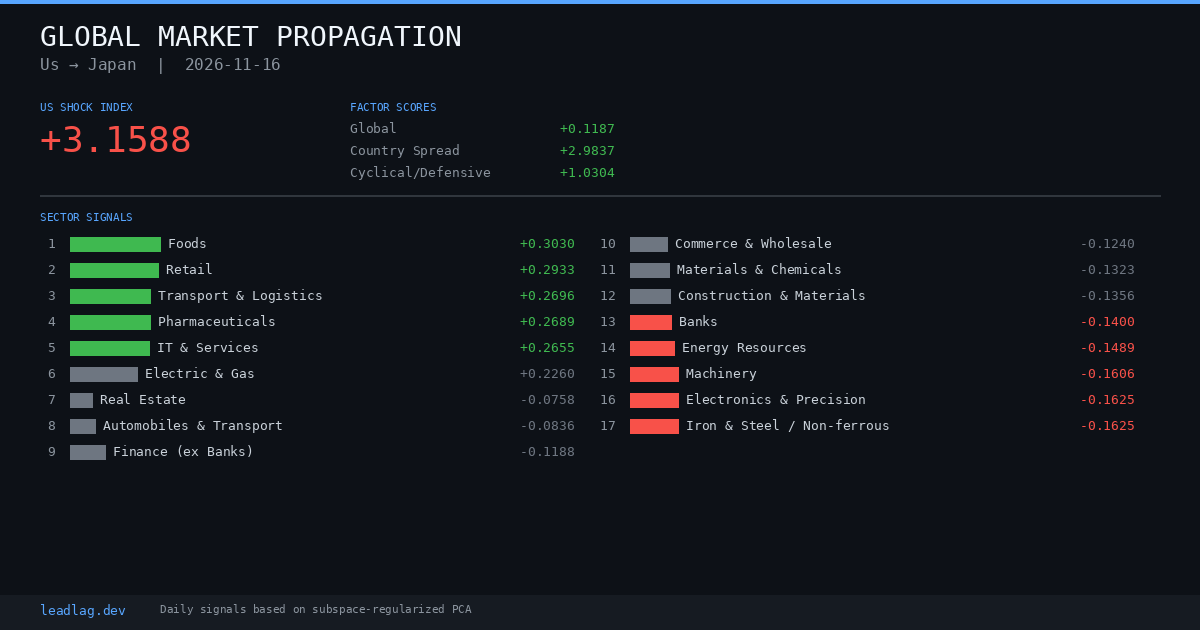 GLOBAL MARKET PROPAGATION
Us → Japan | 2026-11-16
US SHOCK INDEX
+3.1588
FACTOR SCORES
Global +0.1187
Country Spread +2.9837
Cyclical/Defensive +1.0304
SECTOR SIGNALS
1 Foods +0.3030
2 Retail +0.2933
3 Transport & Logistics +0.2696
4 Pharmaceuticals +0.2689
5 IT & Services +0.2655
6 Electric & Gas +0.2260
7 Real Estate -0.0758
8 Automobiles & Transport -0.0836
9 Finance (ex Banks) -0.1188
10 Commerce & Wholesale -0.1240
11 Materials & Chemicals -0.1323
12 Construction & Materials -0.1356
13 Banks -0.1400
14 Energy Resources -0.1489
15 Machinery -0.1606
16 Electronics & Precision -0.1625
17 Iron & Steel / Non-ferrous -0.1625
leadlag.dev Daily signals based on subspace-regularized PCA